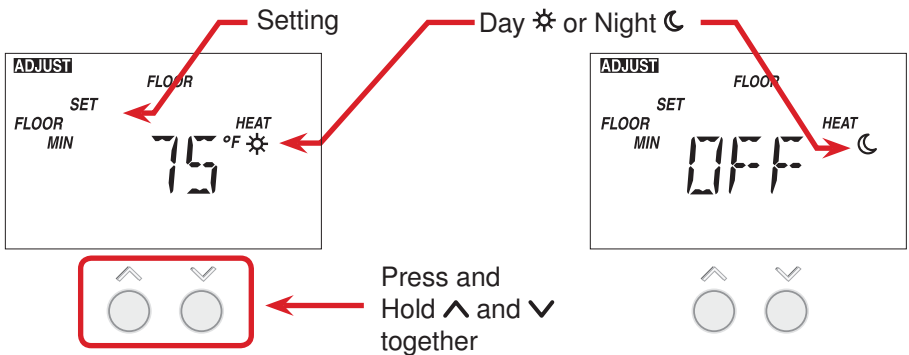 Setting
Day ☼ or Night ☾
ADJUST
FLOOR
SET
FLOOR
HEAT
MIN
75 °F ☼
ADJUST
FLOOR
SET
FLOOR
HEAT
MIN
OFF ☾
Press and
Hold ∧ and ∨
together